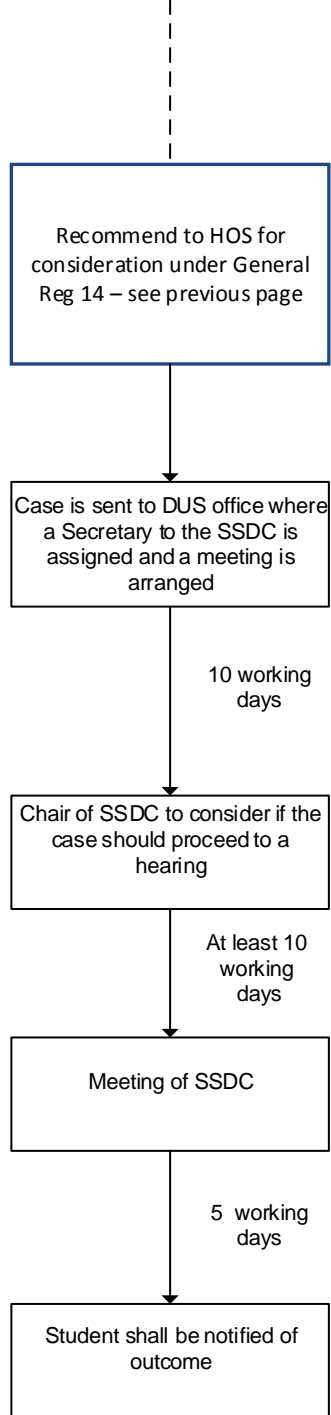 Recommend to HOS for
consideration under General
Reg 14 – see previous page
Case is sent to DUS office where
a Secretary to the SSDC is
assigned and a meeting is
arranged
10 working
days
Chair of SSDC to consider if the
case should proceed to a
hearing
At least 10
working
days
Meeting of SSDC
5 working
days
Student shall be notified of
outcome